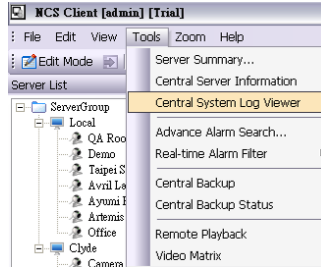 NCS Client [admin] [Trial]
File Edit View Tools Zoom Help
Edit Mode
Server List
ServerGroup
Local
QA Roo
Demo
Taipei S
Avril La
Ayumi
Artemis
Office
Clyde
Camera
Server Summary...
Central Server Information
Central System Log Viewer
Advance Alarm Search...
Real-time Alarm Filter
Central Backup
Central Backup Status
Remote Playback
Video Matrix